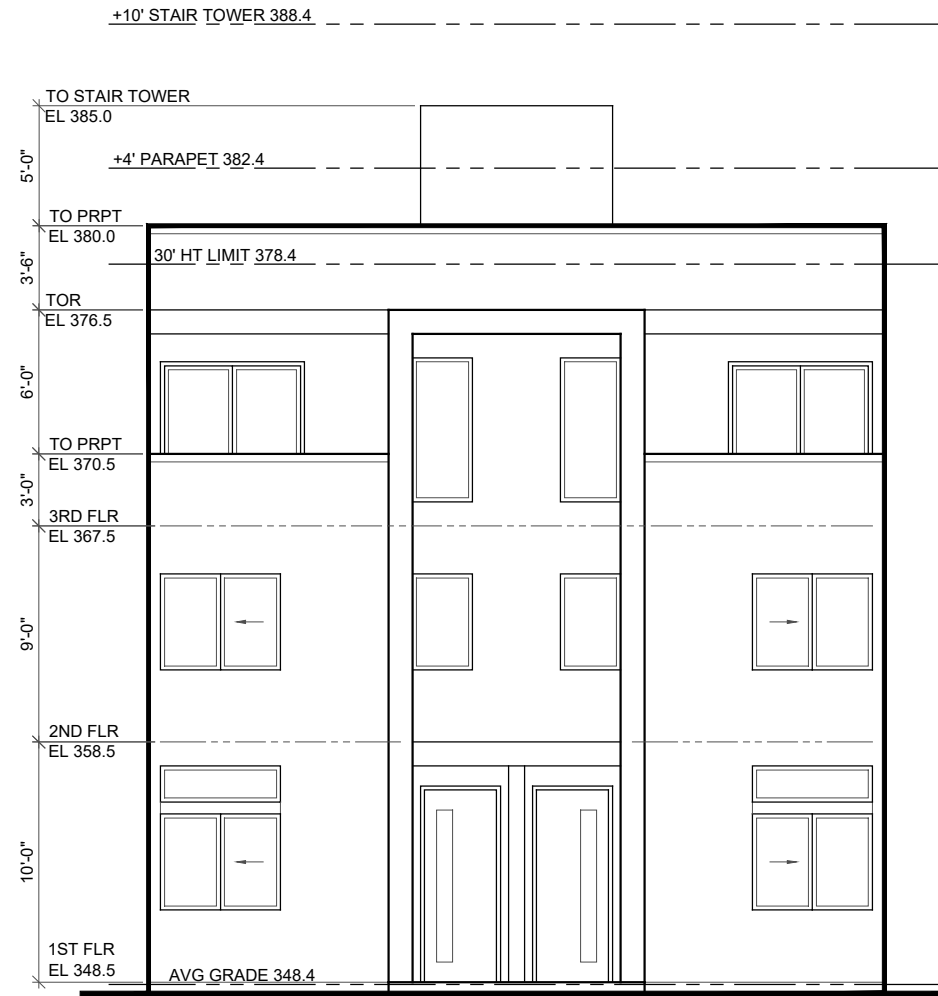 +10' STAIR TOWER 388.4
TO STAIR TOWER
EL 385.0
5'-0"
+4' PARAPET 382.4
TO PRPT
EL 380.0
30' HT LIMIT 378.4
3'-6"
TOR
EL 376.5
6'-0"
TO PRPT
EL 370.5
3'-0"
3RD FLR
EL 367.5
9'-0"
2ND FLR
EL 358.5
10'-0"
1ST FLR
EL 348.5
AVG GRADE 348.4